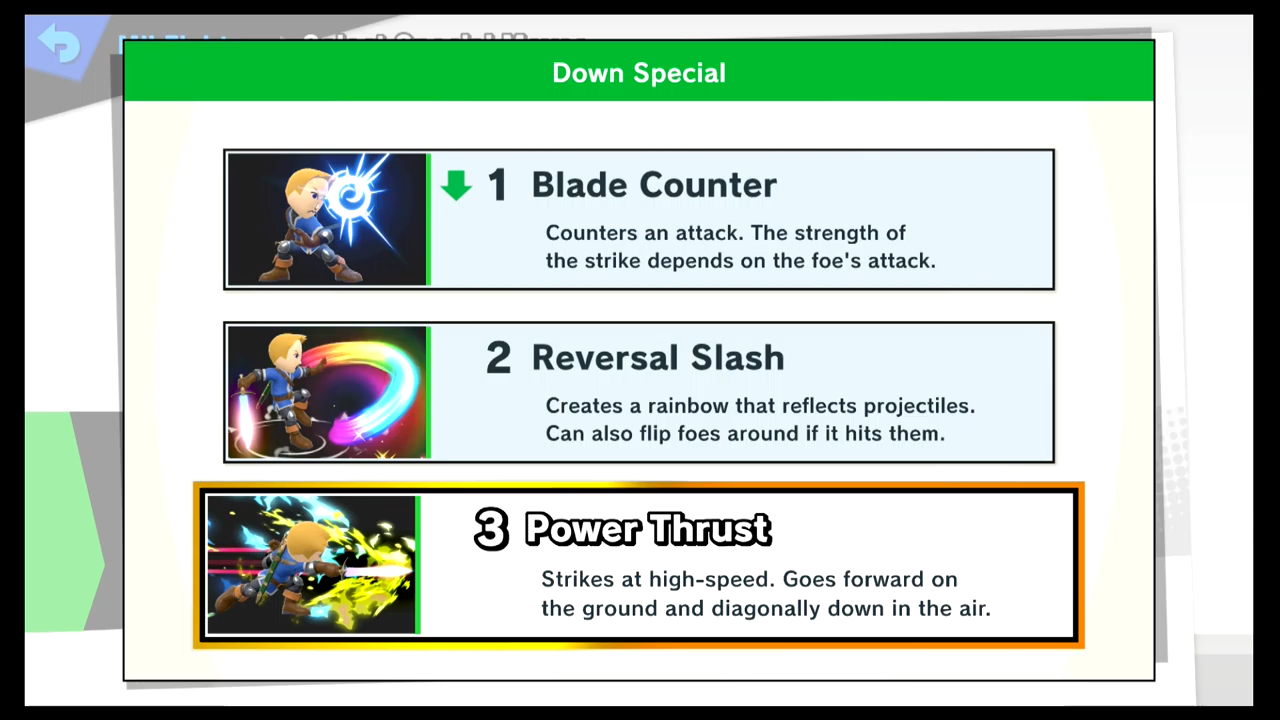 Down Special
1 Blade Counter
Counters an attack. The strength of
the strike depends on the foe's attack.
2 Reversal Slash
Creates a rainbow that reflects projectiles.
Can also flip foes around if it hits them.
3 Power Thrust
Strikes at high-speed. Goes forward on
the ground and diagonally down in the air.